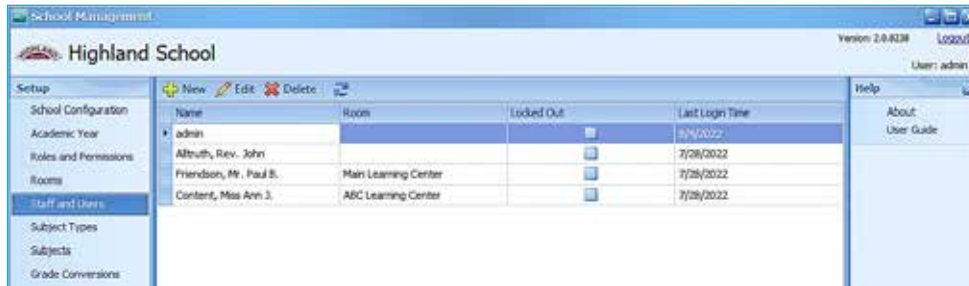 School Management
Highland School
Version: 2.0.8238 Logout
User: admin
Setup
School Configuration
Academic Year
Roles and Permissions
Rooms
Staff and Users
Subject Types
Subjects
Grade Conversions
New Edit Delete
Name Room Locked Out Last Login Time
admin
Alltruth, Rev. John 7/28/2022
Friendson, Mr. Paul B. Main Learning Center 7/28/2022
Content, Miss Ann J. ABC Learning Center 7/28/2022
Help
About
User Guide